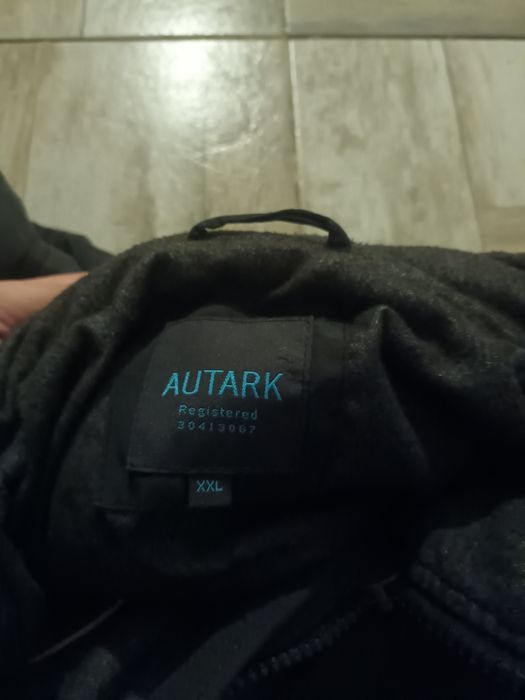 AUTARK
Registered
30413067
XXL